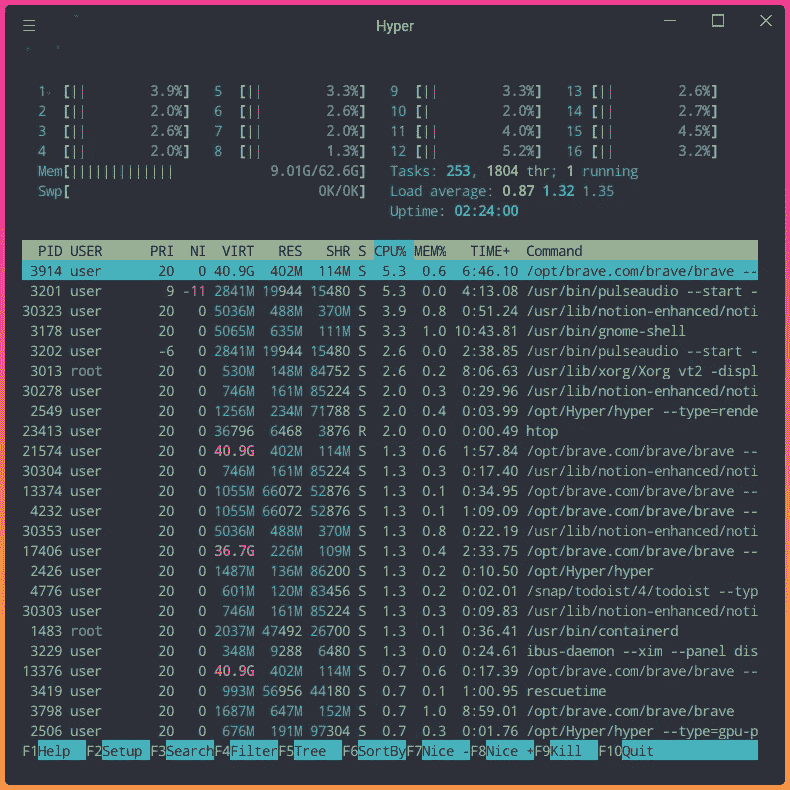 Hyper
1 [|| 3.9%] 5 [|| 3.3%] 9 [|| 3.3%] 13 [|| 2.6%]
2 [|| 2.0%] 6 [|| 2.6%] 10 [| 2.0%] 14 [|| 2.7%]
3 [|| 2.6%] 7 [|| 2.0%] 11 [|| 4.0%] 15 [|| 4.5%]
4 [|| 2.0%] 8 [|| 1.3%] 12 [|| 5.2%] 16 [|| 3.2%]
Mem[||||||||||||| 9.01G/62.6G] Tasks: 253, 1804 thr; 1 running
Swp[ 0K/0K] Load average: 0.87 1.32 1.35
Uptime: 02:24:00
PID USER PRI NI VIRT RES SHR S CPU% MEM% TIME+ Command
3914 user 20 0 40.9G 402M 114M S 5.3 0.6 6:46.10 /opt/brave.com/brave/brave --
3201 user 9 -11 2841M 19944 15480 S 5.3 0.0 4:13.08 /usr/bin/pulseaudio --start -
30323 user 20 0 5036M 488M 370M S 3.9 0.8 0:51.24 /usr/lib/notion-enhanced/noti
3178 user 20 0 5065M 635M 111M S 3.3 1.0 10:43.81 /usr/bin/gnome-shell
3202 user -6 0 2841M 19944 15480 S 2.6 0.0 2:38.85 /usr/bin/pulseaudio --start -
3013 root 20 0 530M 148M 84752 S 2.6 0.2 8:06.63 /usr/lib/xorg/Xorg vt2 -displ
30278 user 20 0 746M 161M 85224 S 2.0 0.3 0:29.96 /usr/lib/notion-enhanced/noti
2549 user 20 0 1256M 234M 71788 S 2.0 0.4 0:03.99 /opt/Hyper/hyper --type=rende
23413 user 20 0 36796 6468 3876 R 2.0 0.0 0:00.49 htop
21574 user 20 0 40.9G 402M 114M S 1.3 0.6 1:57.84 /opt/brave.com/brave/brave --
30304 user 20 0 746M 161M 85224 S 1.3 0.3 0:17.40 /usr/lib/notion-enhanced/noti
13374 user 20 0 1055M 66072 52876 S 1.3 0.1 0:34.95 /opt/brave.com/brave/brave --
4232 user 20 0 1055M 66072 52876 S 1.3 0.1 1:09.09 /opt/brave.com/brave/brave --
30353 user 20 0 5036M 488M 370M S 1.3 0.8 0:22.19 /usr/lib/notion-enhanced/noti
17406 user 20 0 36.7G 226M 109M S 1.3 0.4 2:33.75 /opt/brave.com/brave/brave --
2426 user 20 0 1487M 136M 86200 S 1.3 0.2 0:10.50 /opt/Hyper/hyper
4776 user 20 0 601M 120M 83456 S 1.3 0.2 0:02.01 /snap/todoist/4/todoist --typ
30303 user 20 0 746M 161M 85224 S 1.3 0.3 0:09.83 /usr/lib/notion-enhanced/noti
1483 root 20 0 2037M 47492 26700 S 1.3 0.1 0:36.41 /usr/bin/containerd
3229 user 20 0 348M 9288 6480 S 1.3 0.0 0:24.61 ibus-daemon --xim --panel dis
13376 user 20 0 40.9G 402M 114M S 0.7 0.6 0:17.39 /opt/brave.com/brave/brave --
3419 user 20 0 993M 56956 44180 S 0.7 0.1 1:00.95 rescuetime
3798 user 20 0 1687M 647M 152M S 0.7 1.0 8:59.01 /opt/brave.com/brave/brave
2506 user 20 0 676M 191M 97304 S 0.7 0.3 0:01.76 /opt/Hyper/hyper --type=gpu-p
F1Help F2Setup F3SearchF4FilterF5Tree F6SortByF7Nice -F8Nice +F9Kill F10Quit